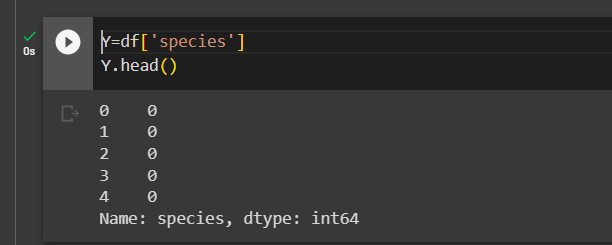 Y=df['species']
0s
Y.head()
0 0
1 0
2 0
3 0
4 0
Name: species, dtype: int64